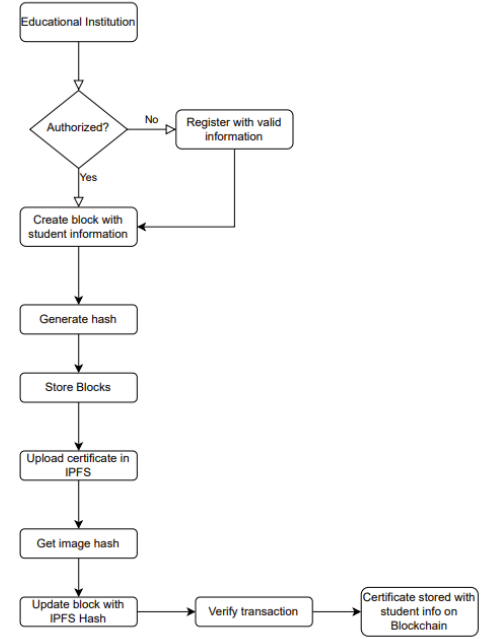 Educational Institution
Authorized?
No
Register with valid
information
Yes
Create block with
student information
Generate hash
Store Blocks
Upload certificate in
IPFS
Get image hash
Update block with
IPFS Hash
Verify transaction
Certificate stored with
student info on
Blockchain